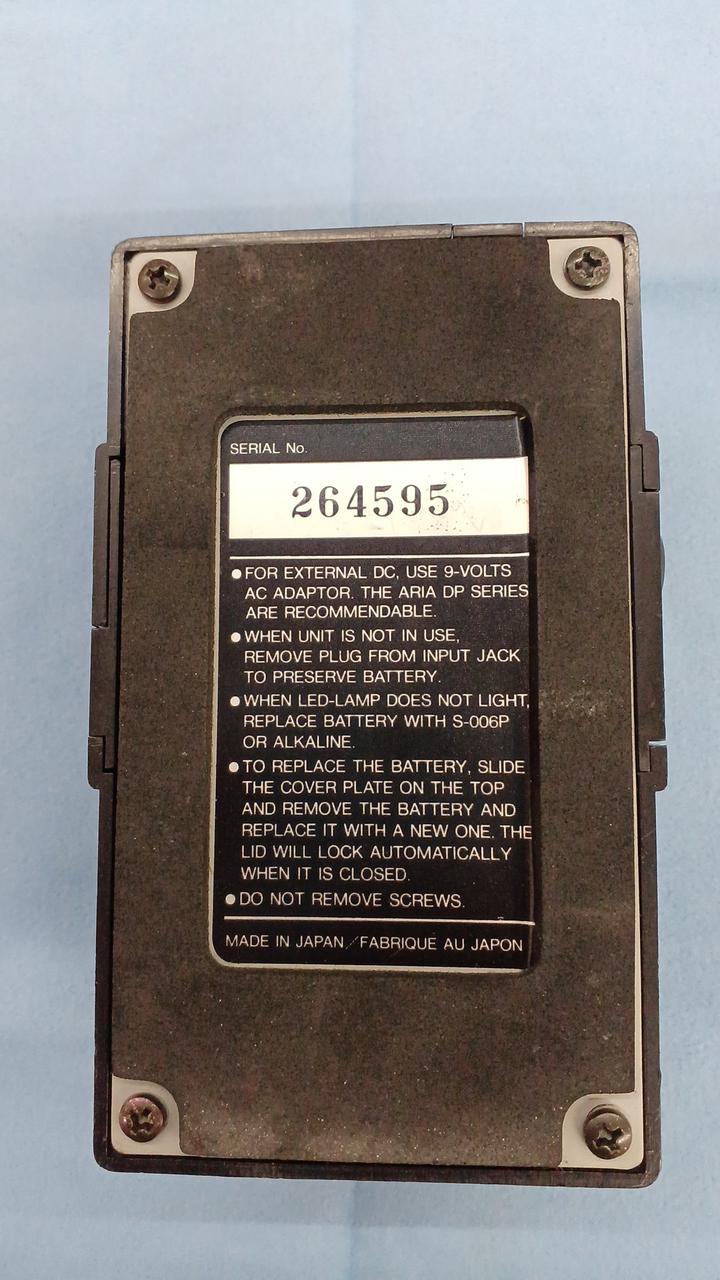 SERIAL No.
264595
●FOR EXTERNAL DC, USE 9-VOLTS
AC ADAPTOR. THE ARIA DP SERIES
ARE RECOMMENDABLE.
●WHEN UNIT IS NOT IN USE,
REMOVE PLUG FROM INPUT JACK
TO PRESERVE BATTERY.
●WHEN LED-LAMP DOES NOT LIGHT,
REPLACE BATTERY WITH S-006P
OR ALKALINE.
●TO REPLACE THE BATTERY, SLIDE
THE COVER PLATE ON THE TOP
AND REMOVE THE BATTERY AND
REPLACE IT WITH A NEW ONE. THE
LID WILL LOCK AUTOMATICALLY
WHEN IT IS CLOSED.
●DO NOT REMOVE SCREWS.
MADE IN JAPAN/FABRIQUE AU JAPON